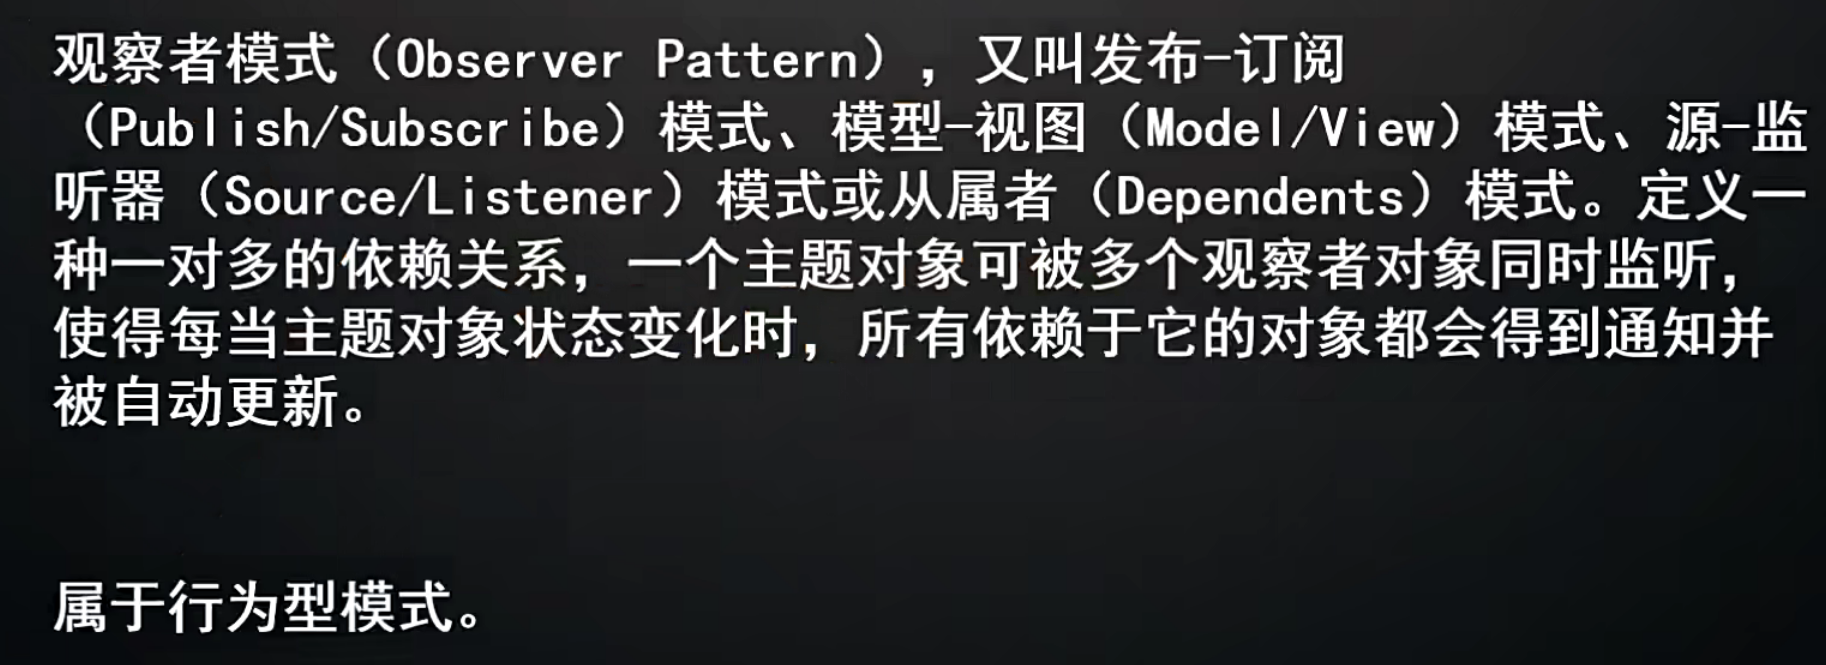 观察者模式（Observer Pattern），又叫发布-订阅
（Publish/Subscribe）模式、模型-视图（Model/View）模式、源-监
听器（Source/Listener）模式或从属者（Dependents）模式。定义一
种一对多的依赖关系，一个主题对象可被多个观察者对象同时监听，
使得每当主题对象状态变化时，所有依赖于它的对象都会得到通知并
被自动更新。
属于行为型模式。